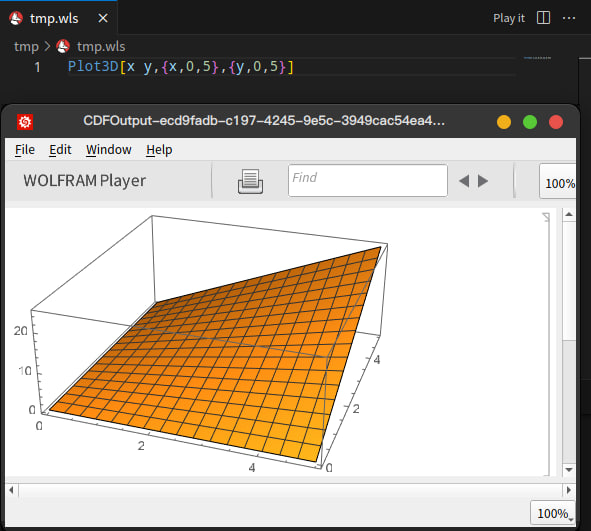 tmp.wls ×
Play it ...
tmp > tmp.wls
1 Plot3D[x y,{x,0,5},{y,0,5}]
CDFOutput-ecd9fadb-c197-4245-9e5c-3949cac54ea4...
File Edit Window Help
WOLFRAM Player
Find
100%
20
10
0
0
2
4
0
2
4
100%